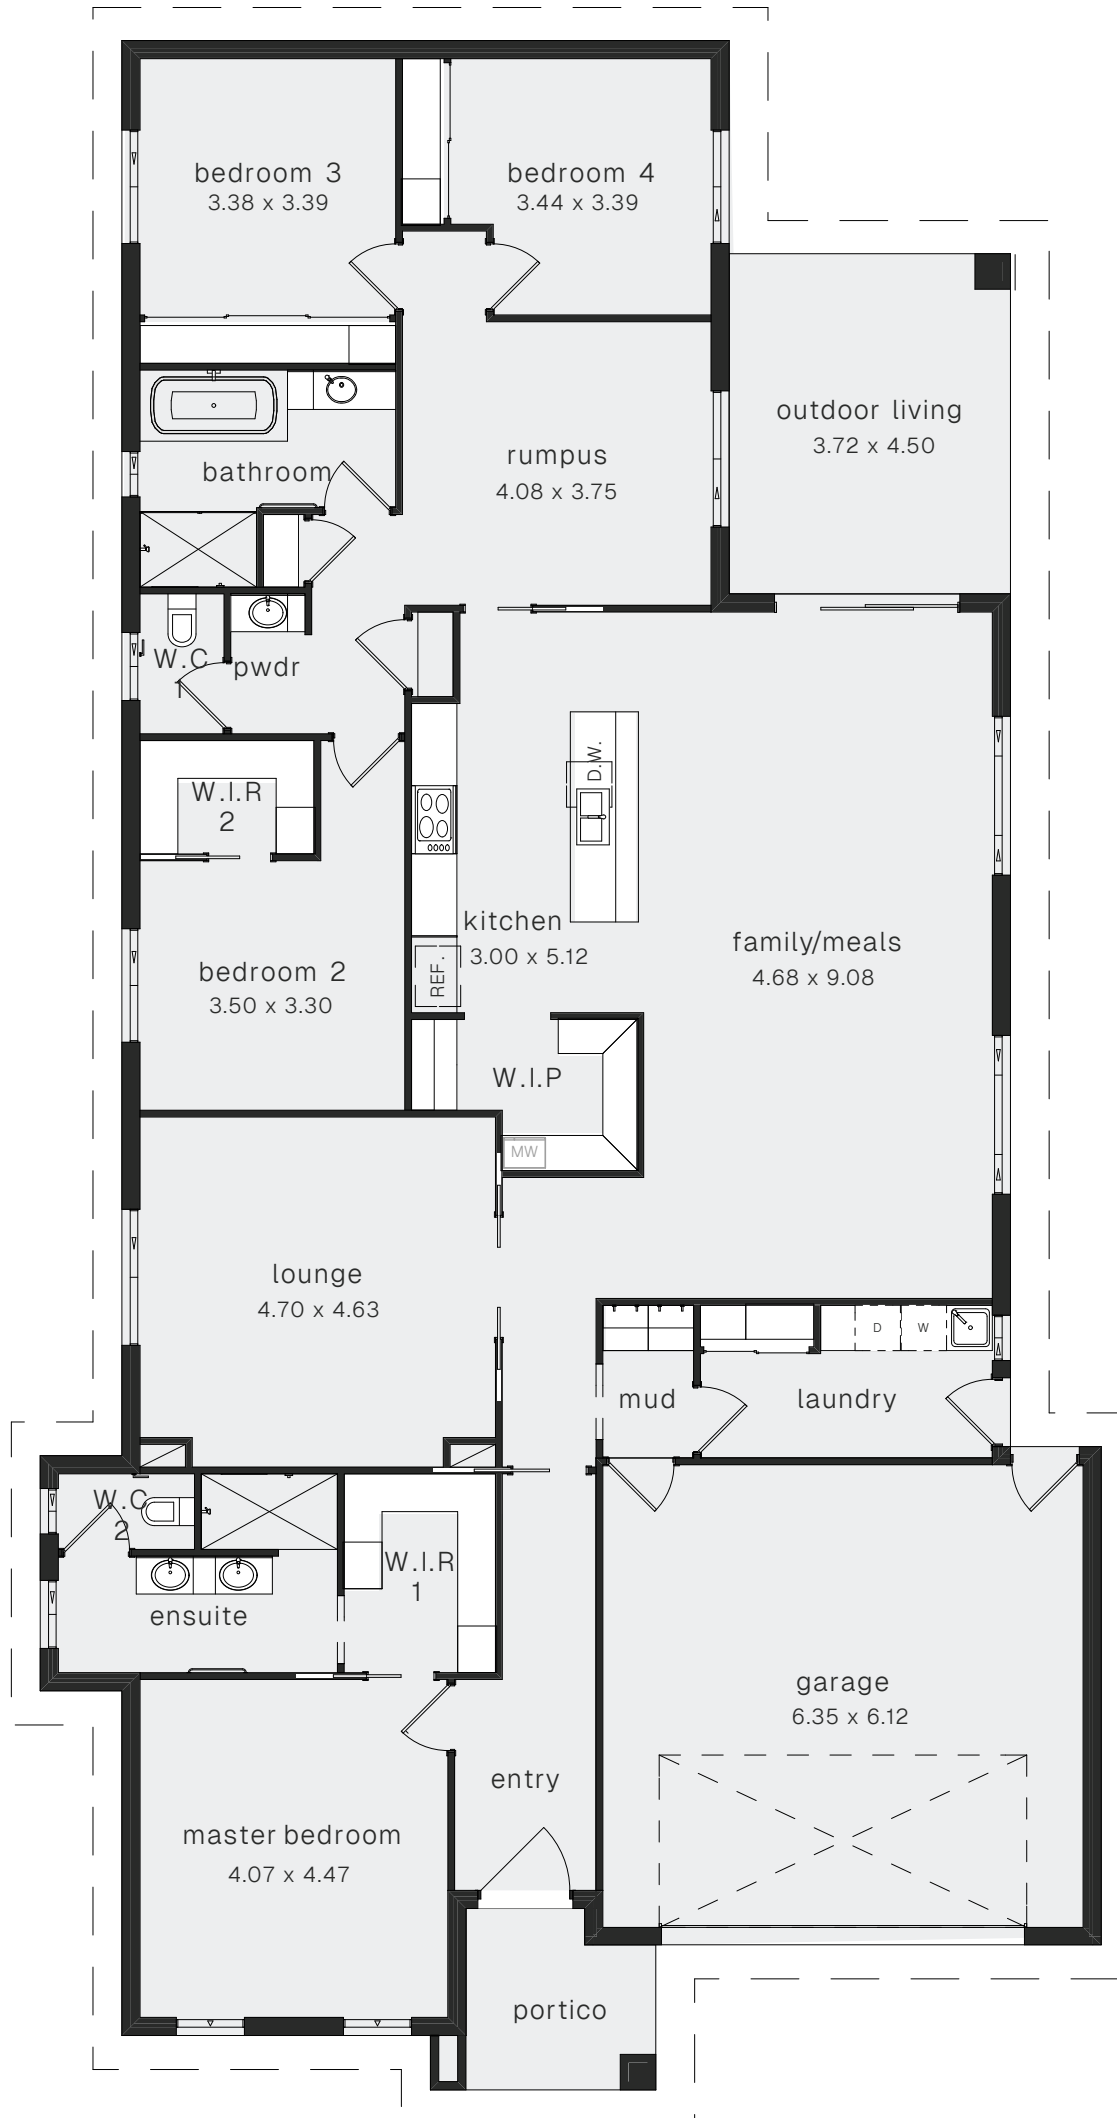 bedroom 3
3.38 x 3.39
bedroom 4
3.44 x 3.39
outdoor living
3.72 x 4.50
rumpus
4.08 x 3.75
bathroom
W.C
1
pwdr
D.W.
W.I.R
2
kitchen
3.00 x 5.12
family/meals
4.68 x 9.08
bedroom 2
3.50 x 3.30
REF.
W.I.P
MW
lounge
4.70 x 4.63
D
W
mud
laundry
W.C
2
W.I.R
1
ensuite
garage
6.35 x 6.12
entry
master bedroom
4.07 x 4.47
portico